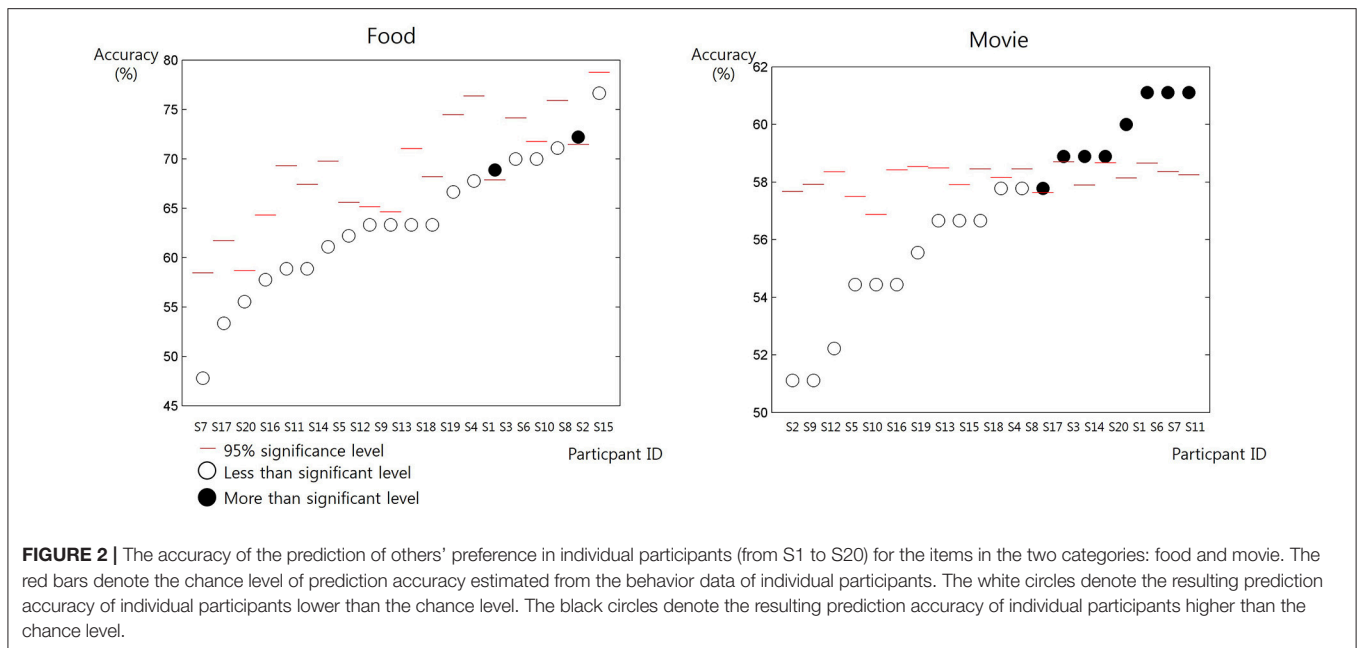 Food
Accuracy
(%)
80
75
70
65
60
55
50
45
S7 S17 S20 S16 S11 S14 S5 S12 S9 S13 S18 S19 S4 S1 S3 S6 S10 S8 S2 S15
Particpant ID
95% significance level
Less than significant level
More than significant level
Movie
Accuracy
(%)
62
60
58
56
54
52
50
S2 S9 S12 S5 S10 S16 S19 S13 S15 S18 S4 S8 S17 S3 S14 S20 S1 S6 S7 S11
Particpant ID
FIGURE 2 | The accuracy of the prediction of others' preference in individual participants (from S1 to S20) for the items in the two categories: food and movie. The
red bars denote the chance level of prediction accuracy estimated from the behavior data of individual participants. The white circles denote the resulting prediction
accuracy of individual participants lower than the chance level. The black circles denote the resulting prediction accuracy of individual participants higher than the
chance level.